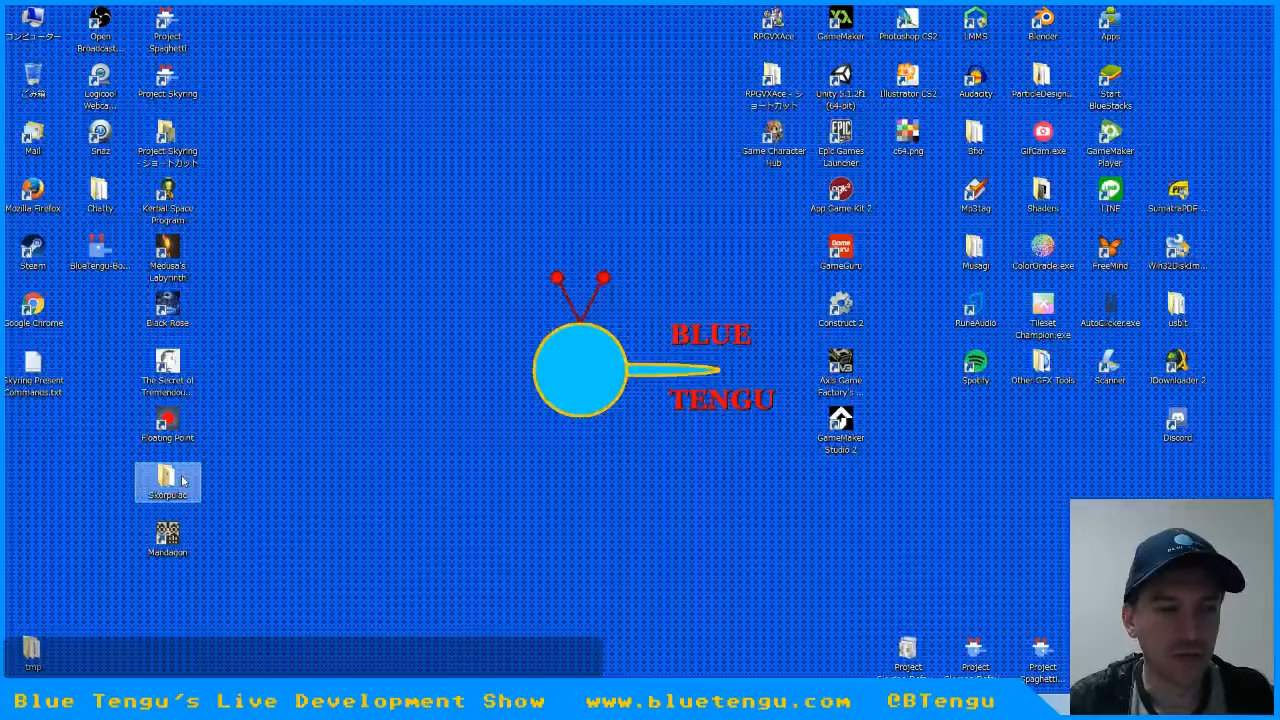 コンピューター
Open
Broadcast...
Project
Spaghetti
RPGVXAce
GameMaker
Photoshop CS2
LMMS
Blender
Apps
ごみ箱
Logicool
Webca...
Project Skyring
RPGVXAce - シ
ョートカット
Unity 5.1.2f1
(64-bit)
Illustrator CS2
Audacity
ParticleDesign...
Start
BlueStacks
Mail
Snaz
Project Skyring
- ショートカット
Game Character
Hub
Epic Games
Launcher
c64.png
Bfxr
GifCam.exe
GameMaker
Player
Mozilla Firefox
Chatty
Kerbal Space
Program
App Game Kit 2
Mp3tag
Shaders
LINE
SumatraPDF ...
Steam
BlueTengu-Bo...
Medusa's
Labyrinth
GameGuru
Musagi
ColorOracle.exe
FreeMind
Win32DiskIm...
Google Chrome
Black Rose
Construct 2
RuneAudio
Tileset
Champion.exe
AutoClicker.exe
usbit
BLUE
TENGU
Skyring Present
Commands.txt
The Secret of
Tremendou...
Axis Game
Factory's ...
Spotify
Other GFX Tools
Scanner
JDownloader 2
Floating Point
GameMaker
Studio 2
Discord
Skorpulac
Mandagon
tmp
Project
Project
Project
Spaghetti...
Blue Tengu's Live Development Show www.bluetengu.com @BTengu